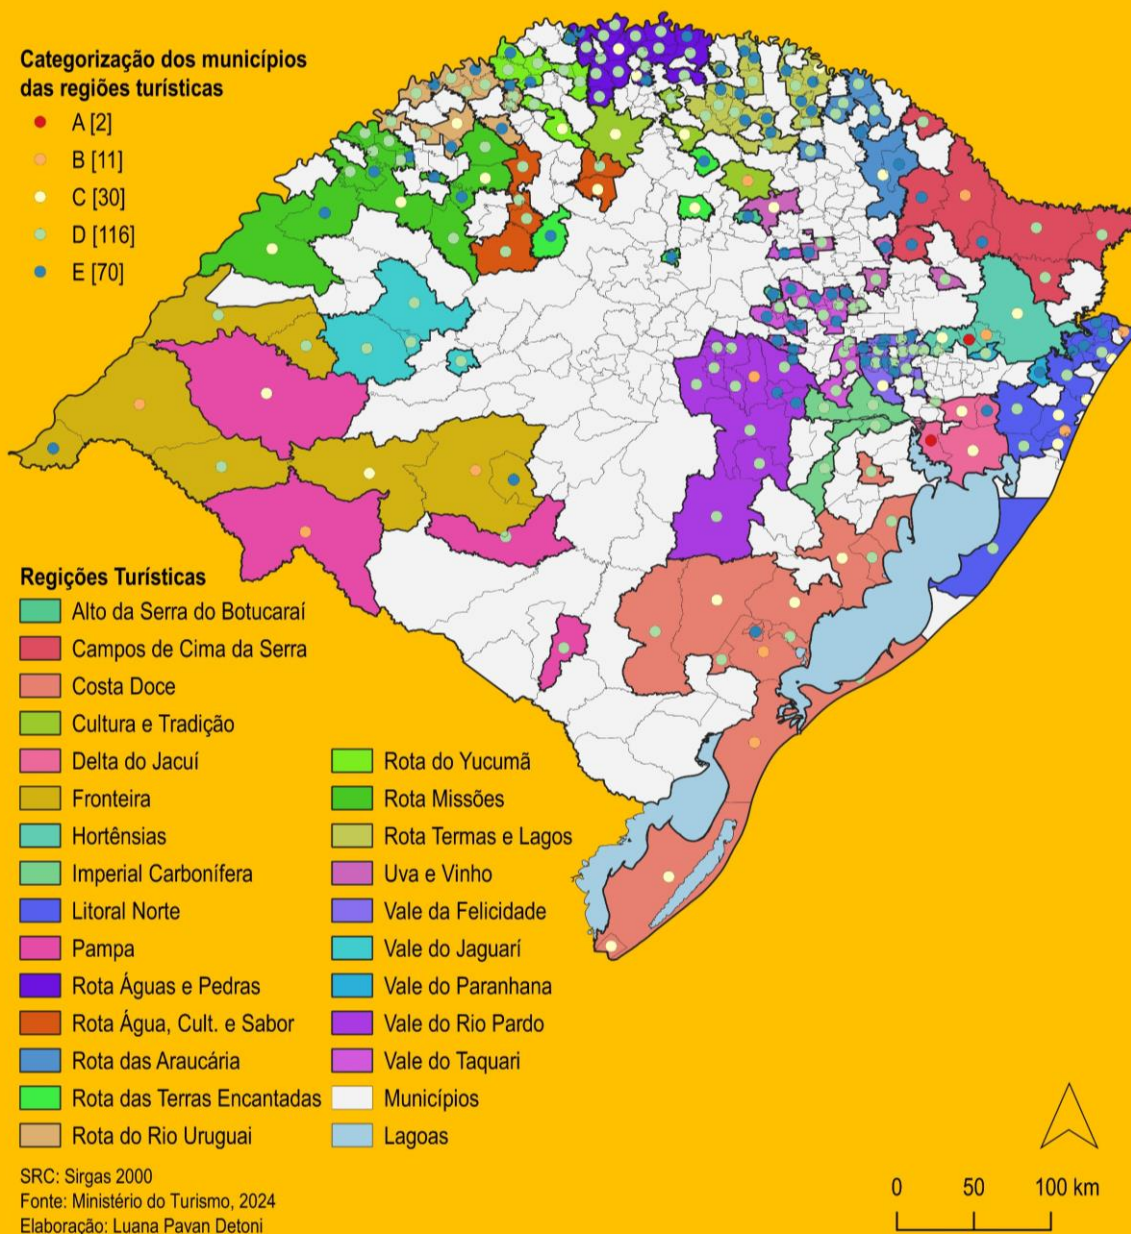 Categorização dos municípios
das regiões turísticas
A [2]
B [11]
C [30]
D [116]
E [70]
Regições Turísticas
Alto da Serra do Botucaraí
Campos de Cima da Serra
Costa Doce
Cultura e Tradição
Delta do Jacuí
Fronteira
Hortênsias
Imperial Carbonífera
Litoral Norte
Pampa
Rota Águas e Pedras
Rota Água, Cult. e Sabor
Rota das Araucária
Rota das Terras Encantadas
Rota do Rio Uruguai
Rota do Yucumã
Rota Missões
Rota Termas e Lagos
Uva e Vinho
Vale da Felicidade
Vale do Jaguarí
Vale do Paranhana
Vale do Rio Pardo
Vale do Taquari
Municípios
Lagoas
SRC: Sirgas 2000
Fonte: Ministério do Turismo, 2024
Elaboração: Luana Pavan Detoni
0 50 100 km